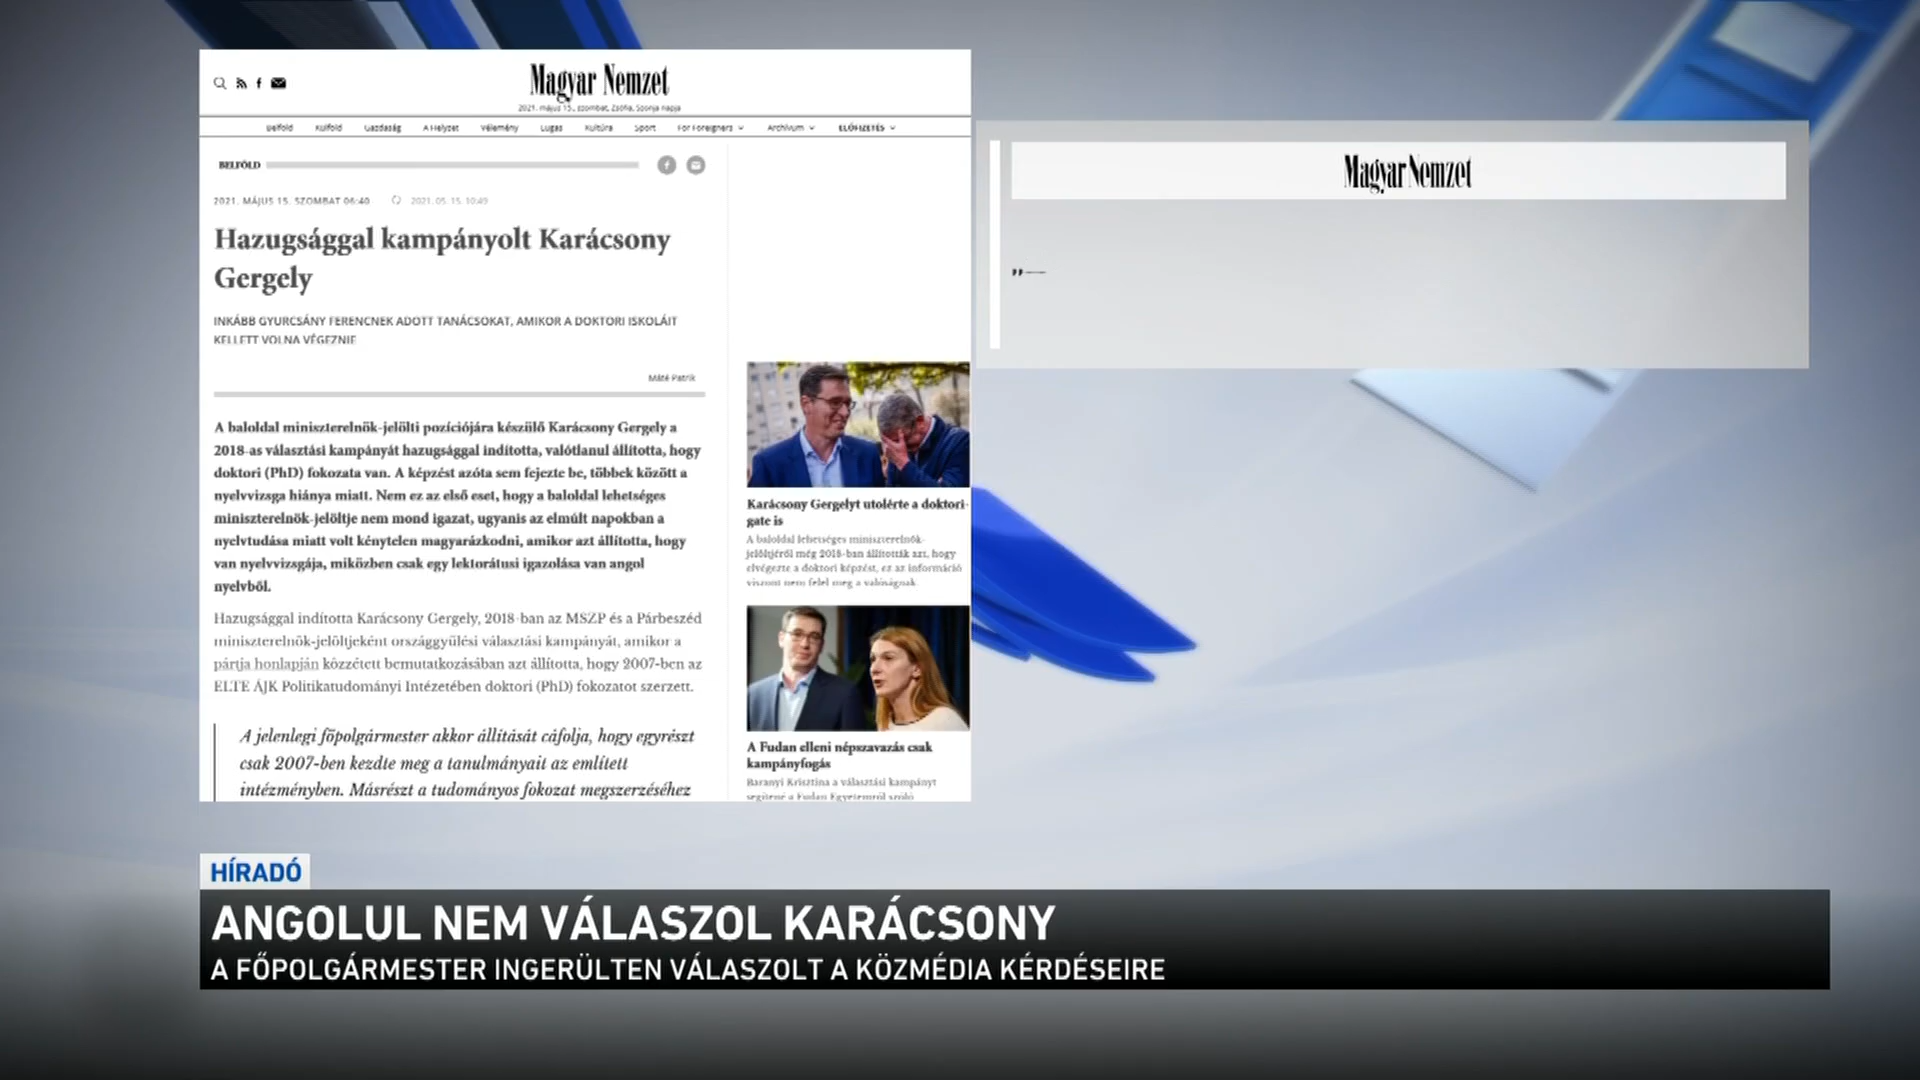 Magyar Nemzet
2021. május 15., szombat, Zsófia, Szonja napja
Belföld Külföld Gazdaság A Helyzet Vélemény Lugas Kultúra Sport For Foreigners Archívum ELŐFIZETÉS
BELFÖLD
2021. MÁJUS 15. SZOMBAT 06:40 2021. 05. 15. 10:49
Hazugsággal kampányolt Karácsony
Gergely
INKÁBB GYURCSÁNY FERENCNEK ADOTT TANÁCSOKAT, AMIKOR A DOKTORI ISKOLÁIT
KELLETT VOLNA VÉGEZNIE
Máté Patrik
A baloldal miniszterelnök-jelölti pozíciójára készülő Karácsony Gergely a
2018-as választási kampányát hazugsággal indította, valótlanul állította, hogy
doktori (PhD) fokozata van. A képzést azóta sem fejezte be, többek között a
nyelvvizsga hiánya miatt. Nem ez az első eset, hogy a baloldal lehetséges
miniszterelnök-jelöltje nem mond igazat, ugyanis az elmúlt napokban a
nyelvtudása miatt volt kénytelen magyarázkodni, amikor azt állította, hogy
van nyelvvizsgája, miközben csak egy lektorátusi igazolása van angol
nyelvből.
Hazugsággal indította Karácsony Gergely, 2018-ban az MSZP és a Párbeszéd
miniszterelnök-jelöltjeként országgyűlési választási kampányát, amikor a
pártja honlapján közzétett bemutatkozásában azt állította, hogy 2007-ben az
ELTE ÁJK Politikatudományi Intézetében doktori (PhD) fokozatot szerzett.
A jelenlegi főpolgármester akkor állítását cáfolja, hogy egyrészt
csak 2007-ben kezdte meg a tanulmányait az említett
intézményben. Másrészt a tudományos fokozat megszerzéséhez
Karácsony Gergelyt utolérte a doktori-
gate is
A baloldal lehetséges miniszterelnök-
jelöltjéről még 2018-ban állították azt, hogy
elvégezte a doktori képzést, ez az információ
viszont nem felel meg a valóságnak.
A Fudan elleni népszavazás csak
kampányfogás
Baranyi Krisztina a választási kampányt
segítené a Fudan Egyetemről szóló
Magyar Nemzet
”
HÍRADÓ
ANGOLUL NEM VÁLASZOL KARÁCSONY
A FŐPOLGÁRMESTER INGERÜLTEN VÁLASZOLT A KÖZMÉDIA KÉRDÉSEIRE